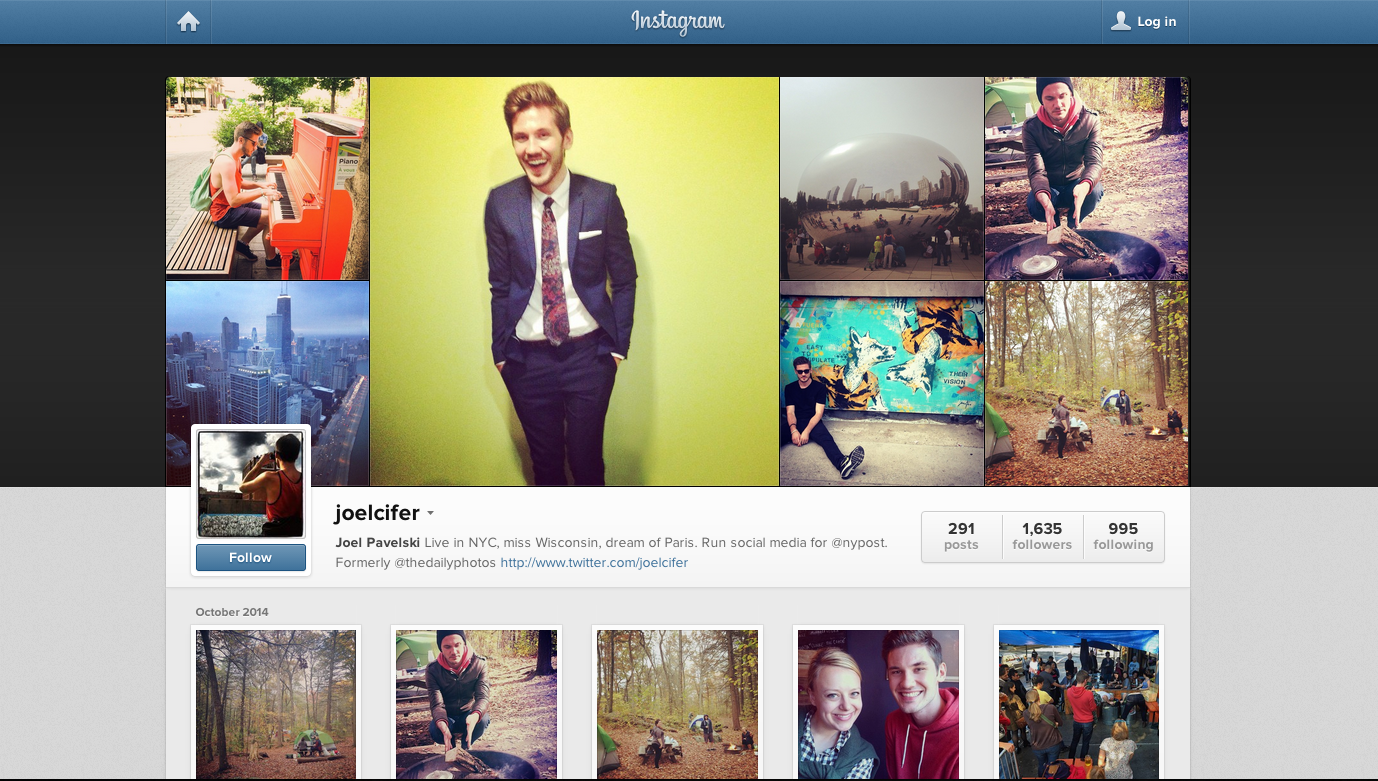 Instagram
Log in
Piano
EASY
TO
THEIR
VISION
joelcifer
Joel Pavelski Live in NYC, miss Wisconsin, dream of Paris. Run social media for @nypost.
Formerly @thedailyphotos http://www.twitter.com/joelcifer
Follow
291 posts
1,635 followers
995 following
October 2014